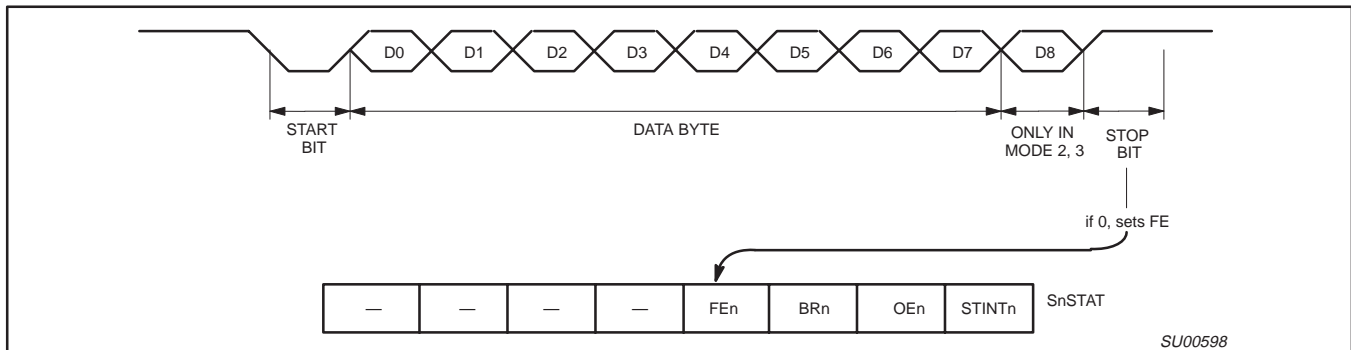 D0 D1 D2 D3 D4 D5 D6 D7 D8
START
BIT
DATA BYTE
ONLY IN
MODE 2, 3
STOP
BIT
if 0, sets FE
— — — — FEn BRn OEn STINTn SnSTAT
SU00598